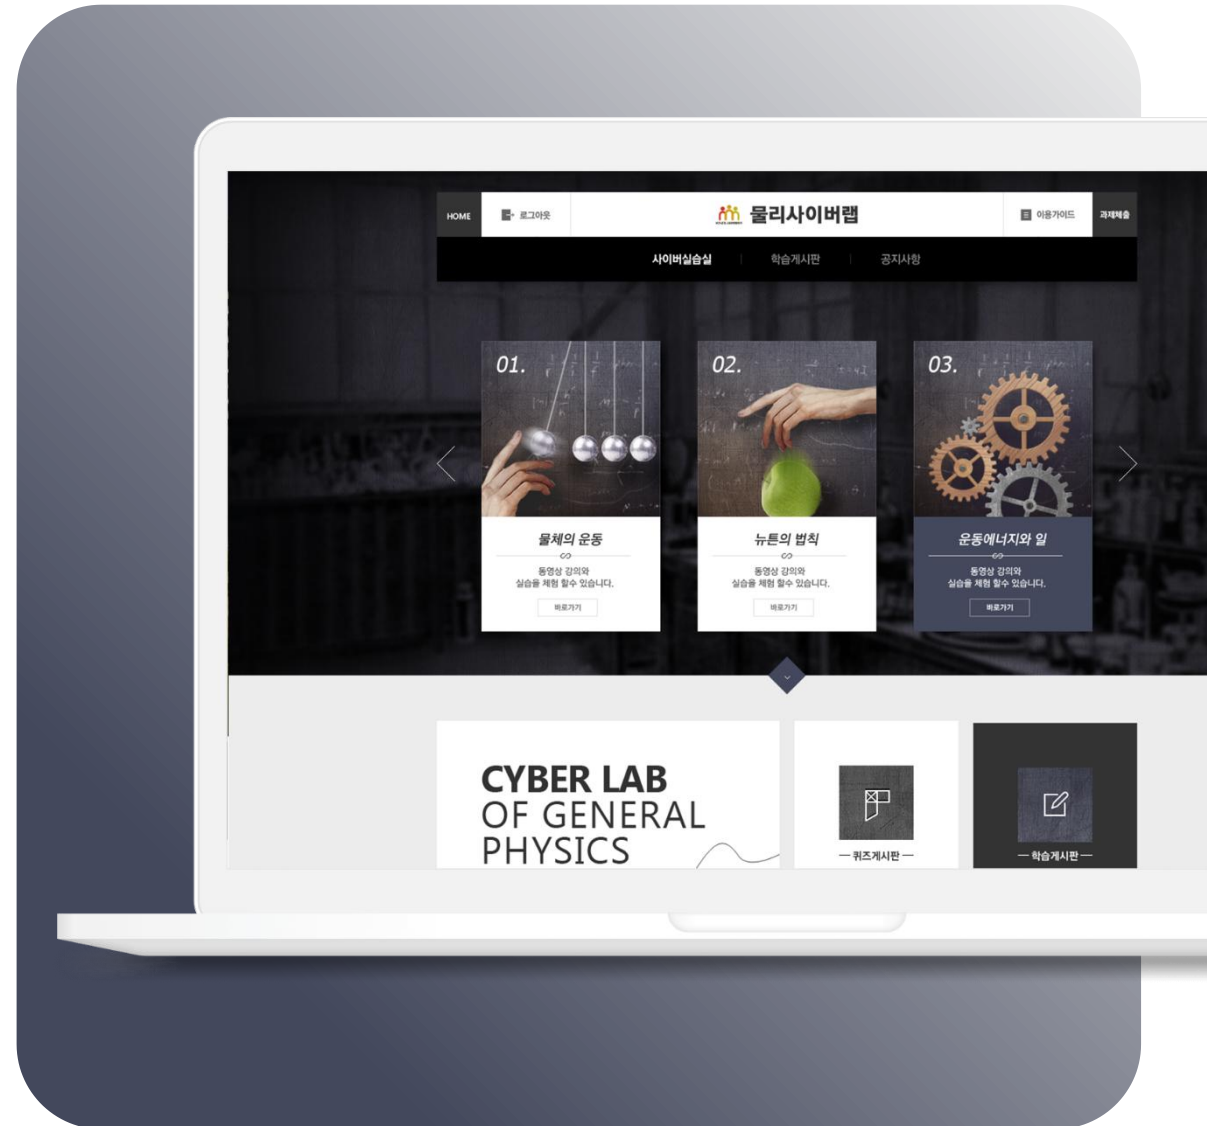 HOME
로그아웃
물리사이버랩
이용가이드
과제제출
사이버실습실
학습게시판
공지사항
01.
물체의 운동
동영상 강의와
실습을 체험 할수 있습니다.
바로가기
02.
뉴튼의 법칙
동영상 강의와
실습을 체험 할수 있습니다.
바로가기
03.
운동에너지와 일
동영상 강의와
실습을 체험 할수 있습니다.
바로가기
CYBER LAB
OF GENERAL
PHYSICS
퀴즈게시판
학습게시판